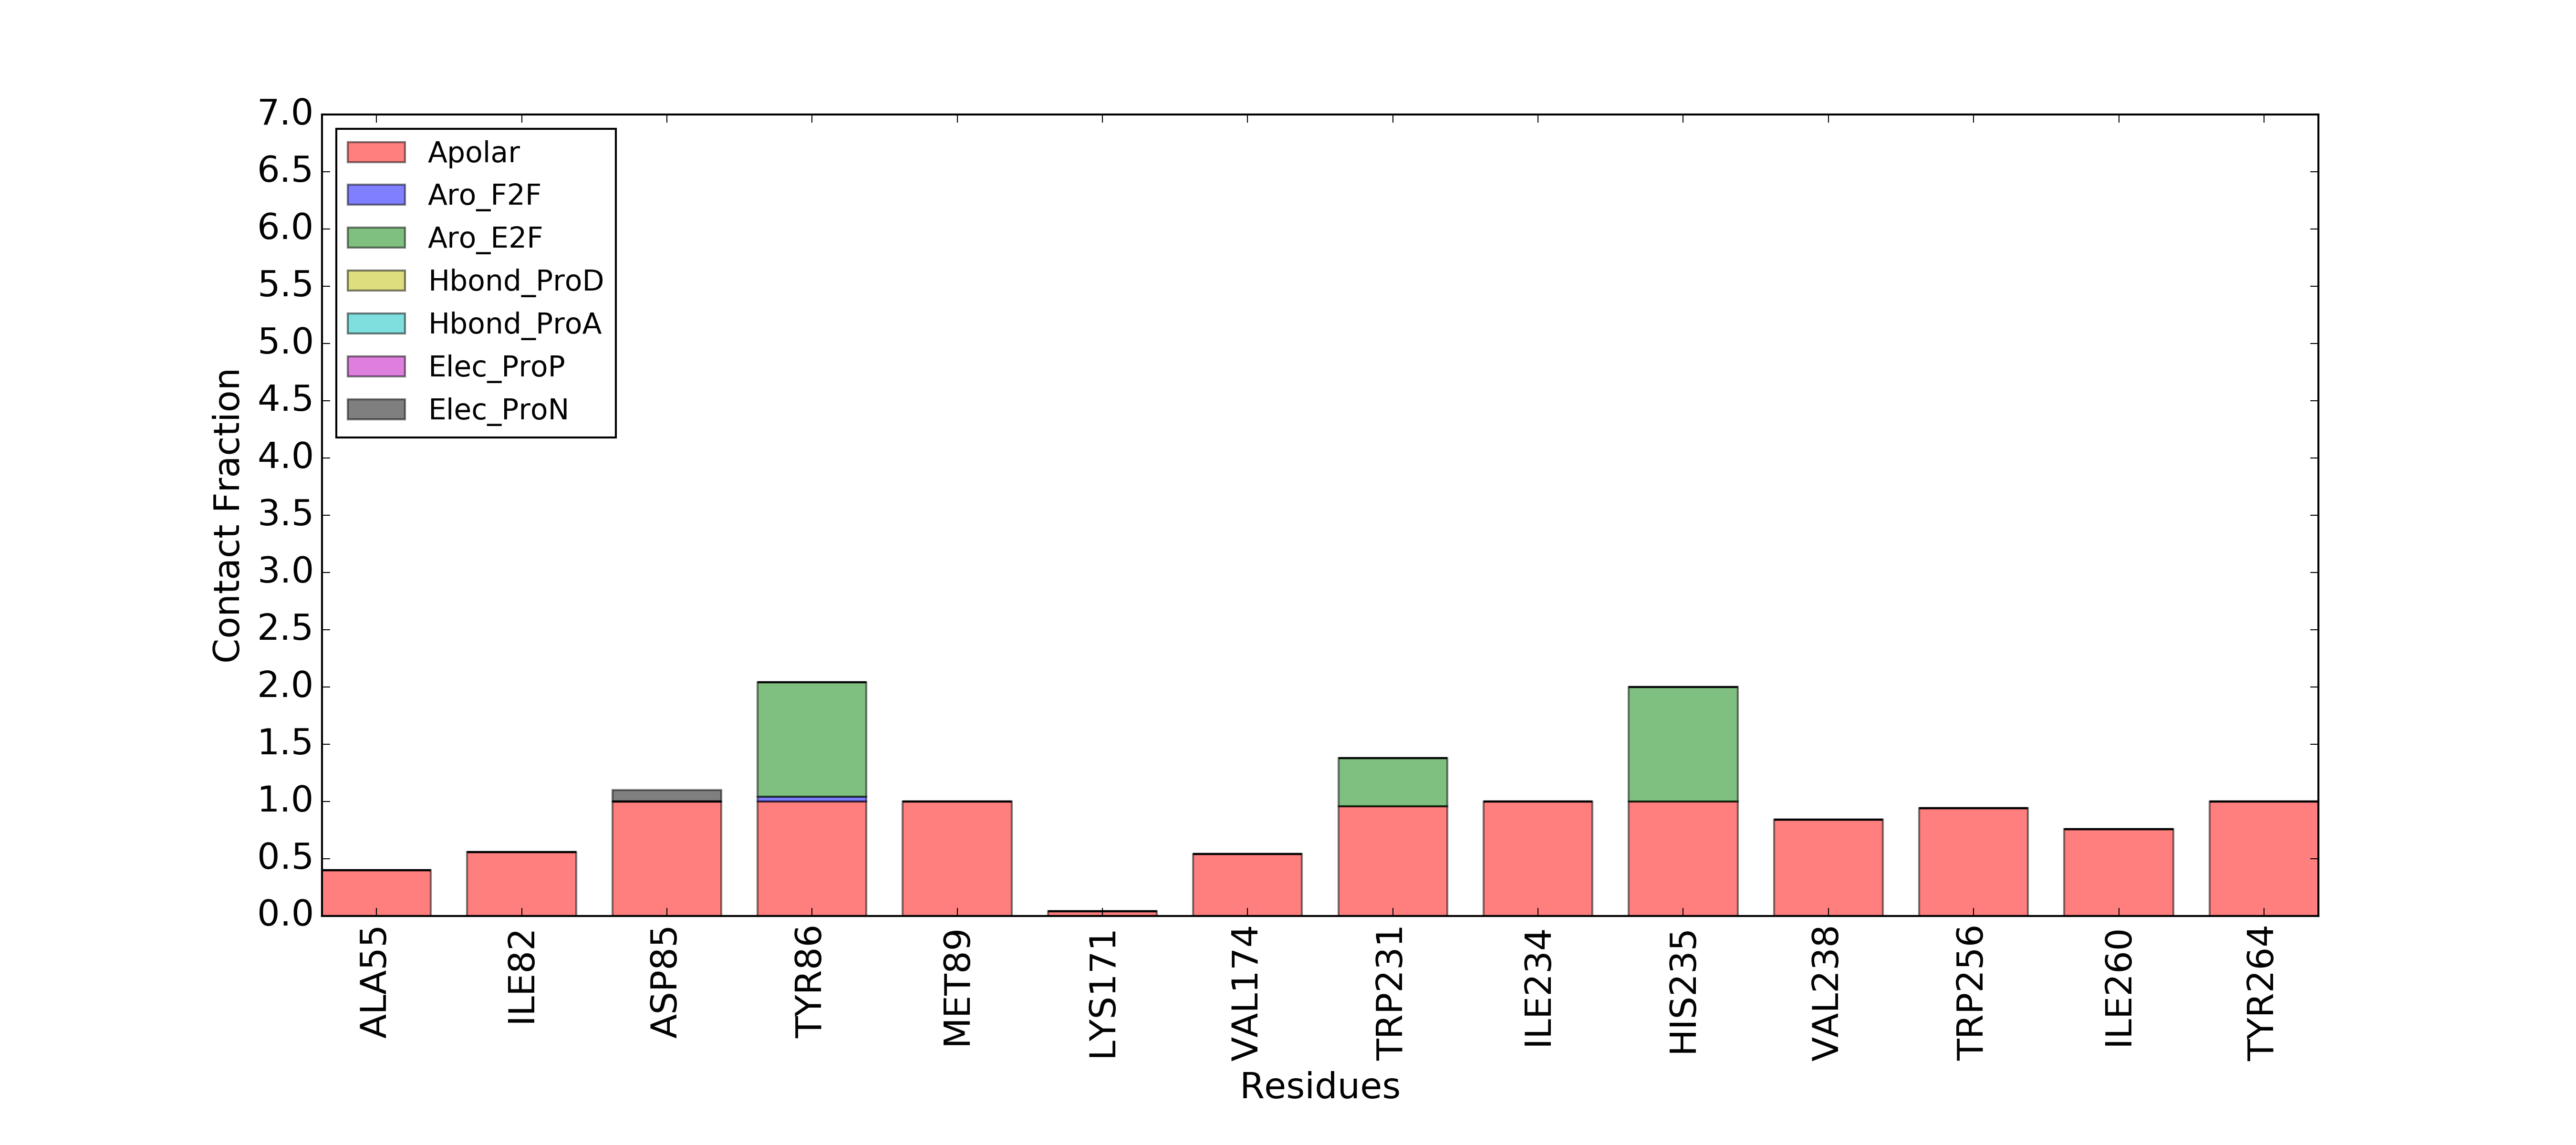 7.0
6.5
6.0
5.5
5.0
4.5
4.0
3.5
3.0
2.5
2.0
1.5
1.0
0.5
0.0
Contact Fraction
Apolar
Aro_F2F
Aro_E2F
Hbond_ProD
Hbond_ProA
Elec_ProP
Elec_ProN
ALA55
ILE82
ASP85
TYR86
MET89
LYS171
VAL174
TRP231
ILE234
HIS235
VAL238
TRP256
ILE260
TYR264
Residues